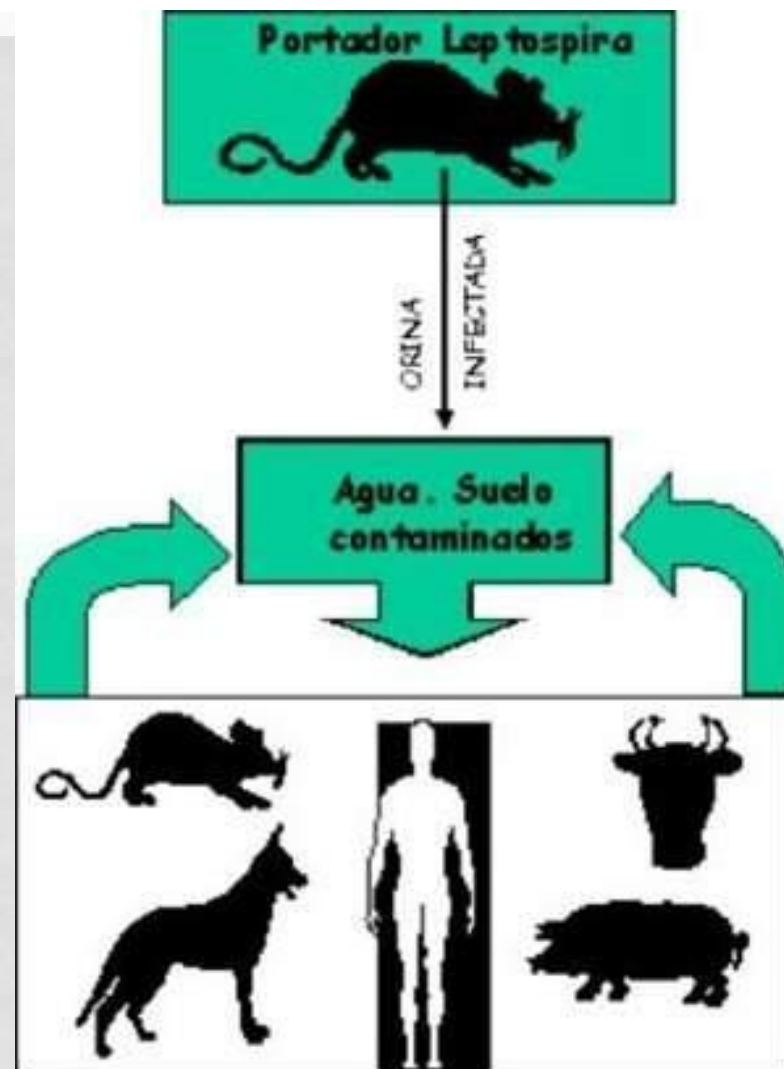 Portador Leptospira
ORINA
INFECTADA
Agua. Suelo
contaminados